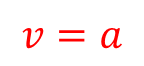 v = a